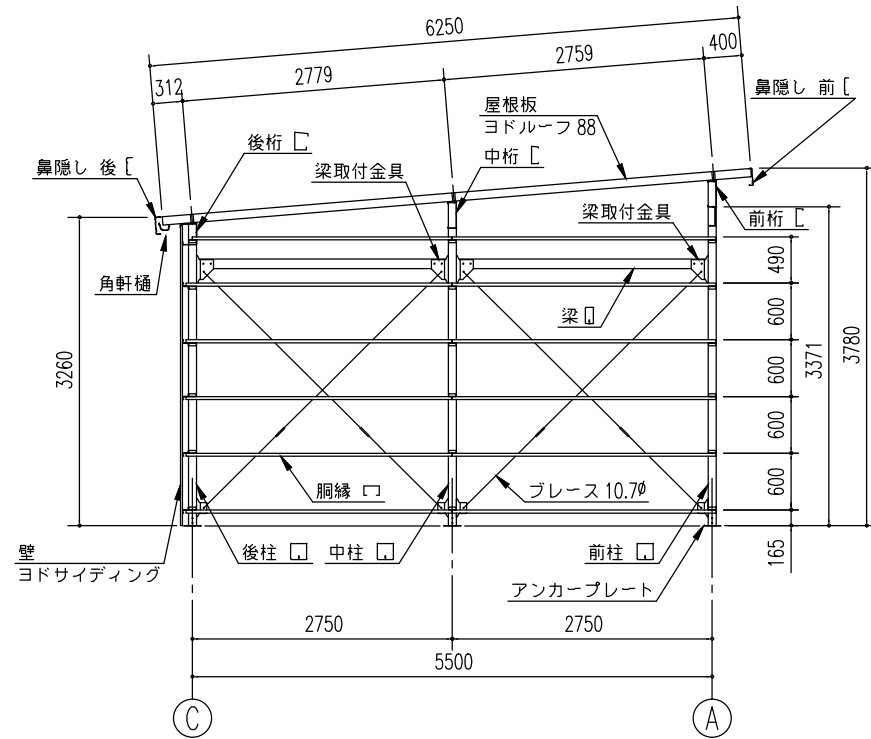 6250
312
2779
2759
400
鼻隠し 前
屋根板
ヨドルーフ 88
後桁
中桁
鼻隠し 後
梁取付金具
梁取付金具
前桁
角軒樋
梁
490
600
600
600
600
165
3260
3371
3780
胴縁
ブレース 10.7φ
壁
ヨドサイディング
後柱
中柱
前柱
アンカープレート
2750
2750
5500
C
A